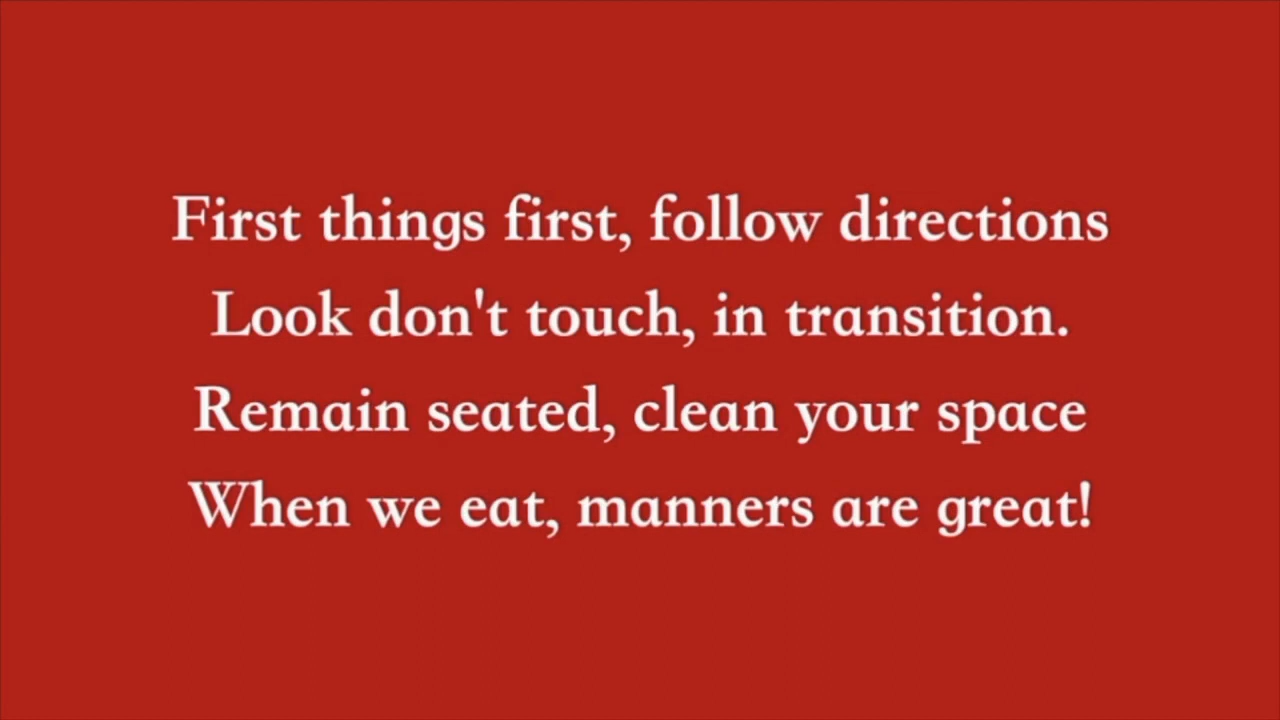 First things first, follow directions
Look don't touch, in transition.
Remain seated, clean your space
When we eat, manners are great!